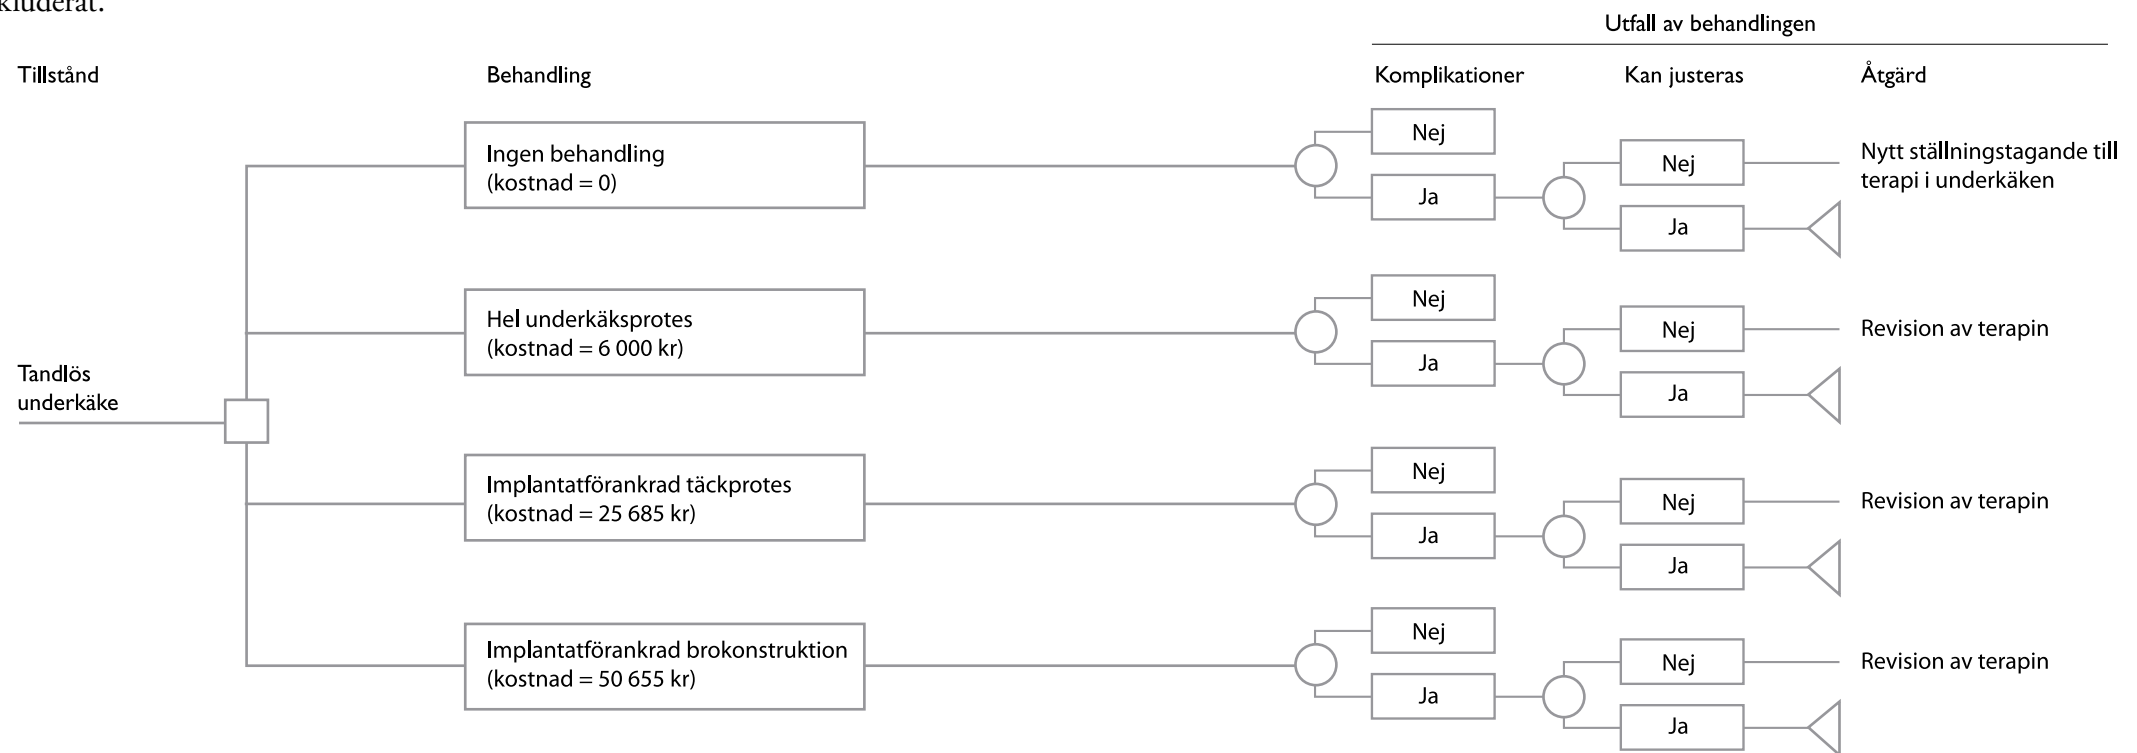 kluderat.
Utfall av behandlingen
Tillstånd
Behandling
Komplikationer
Kan justeras
Åtgärd
Ingen behandling
(kostnad = 0)
Nej
Ja
Nej
Ja
Nytt ställningstagande till
terapi i underkäken
Hel underkäksprotes
(kostnad = 6 000 kr)
Nej
Ja
Nej
Ja
Revision av terapin
Tandlös
underkäke
Implantatförankrad täckprotes
(kostnad = 25 685 kr)
Nej
Ja
Nej
Ja
Revision av terapin
Implantatförankrad brokonstruktion
(kostnad = 50 655 kr)
Nej
Ja
Nej
Ja
Revision av terapin